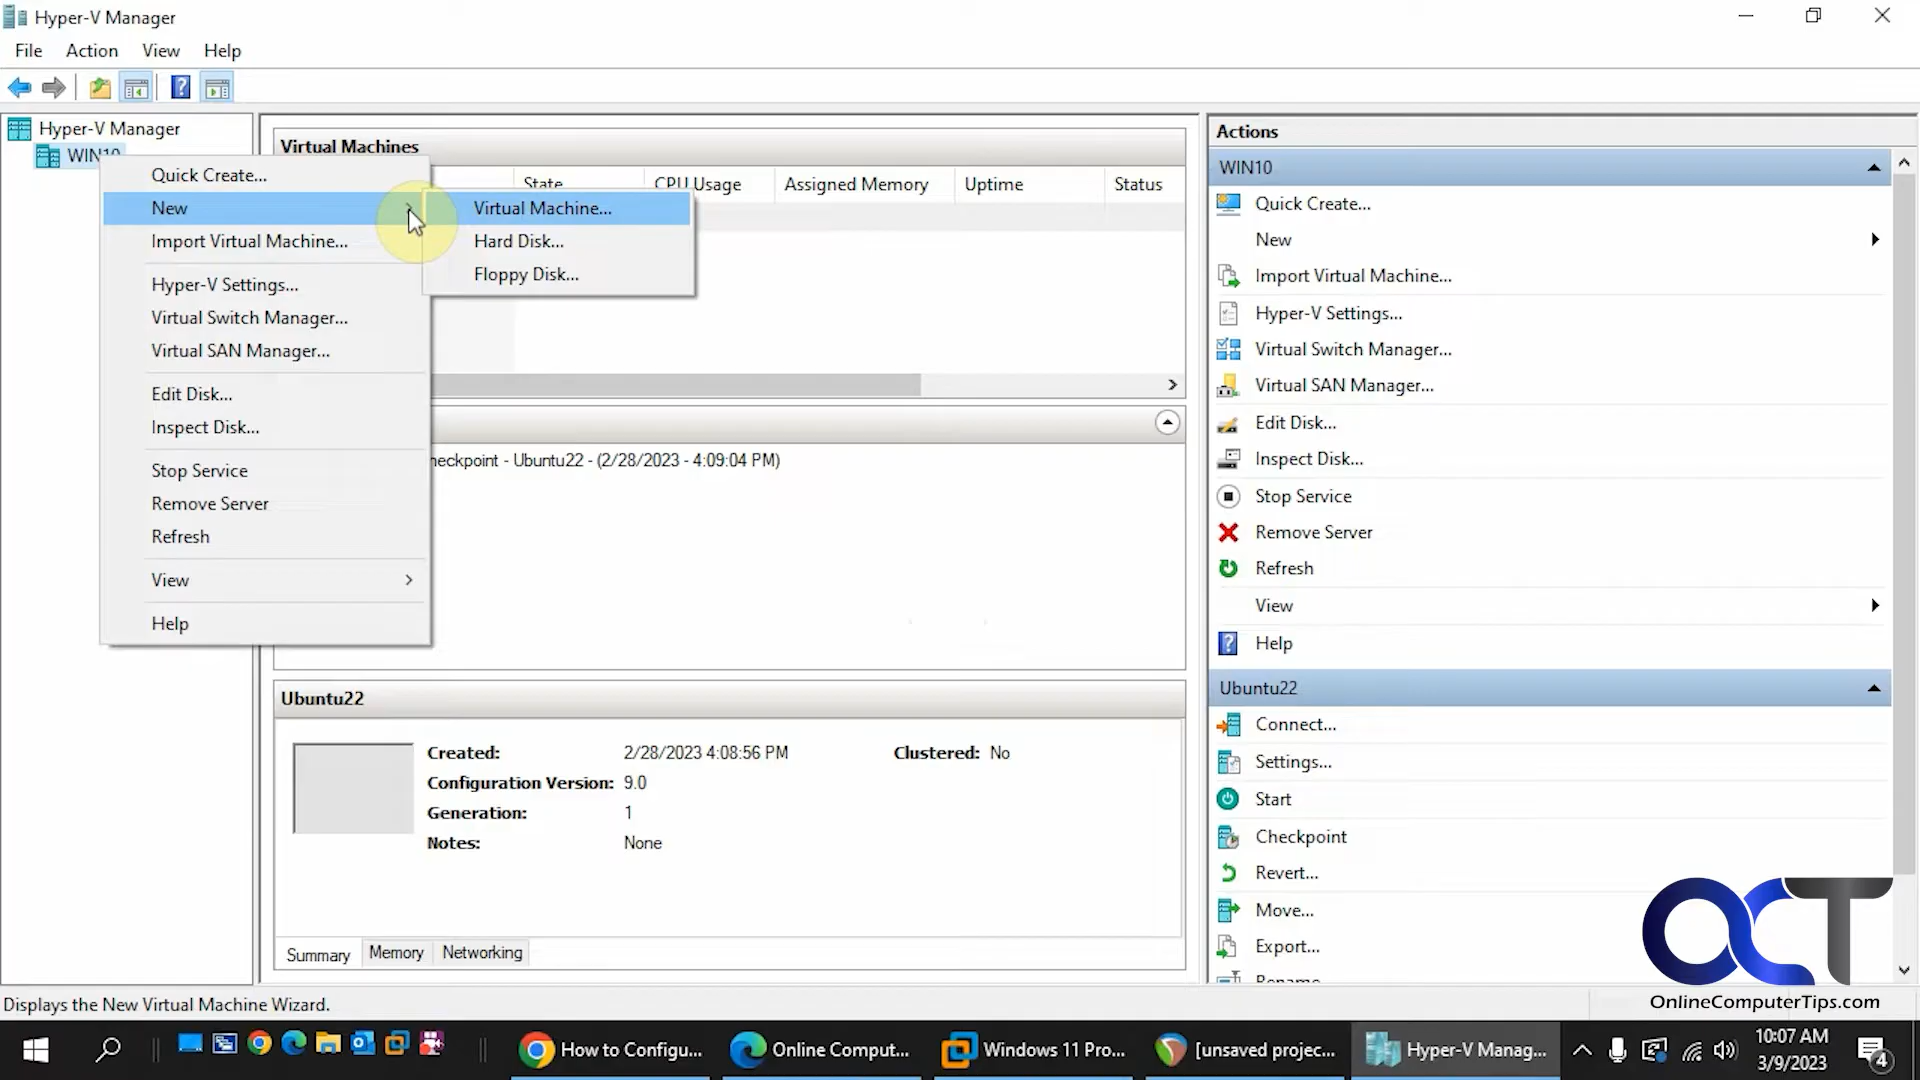 Hyper-V Manager
File Action View Help
Hyper-V Manager
WIN10
Quick Create...
New
Import Virtual Machine...
Hyper-V Settings...
Virtual Switch Manager...
Virtual SAN Manager...
Edit Disk...
Inspect Disk...
Stop Service
Remove Server
Refresh
View
Help
Virtual Machine...
Hard Disk...
Floppy Disk...
Virtual Machines
State CPU Usage Assigned Memory Uptime Status
heckpoint - Ubuntu22 - (2/28/2023 - 4:09:04 PM)
Ubuntu22
Created: 2/28/2023 4:08:56 PM Clustered: No
Configuration Version: 9.0
Generation: 1
Notes: None
Summary Memory Networking
Actions
WIN10
Quick Create...
New
Import Virtual Machine...
Hyper-V Settings...
Virtual Switch Manager...
Virtual SAN Manager...
Edit Disk...
Inspect Disk...
Stop Service
Remove Server
Refresh
View
Help
Ubuntu22
Connect...
Settings...
Start
Checkpoint
Revert...
Move...
Export...
Rename...
OCT
OnlineComputerTips.com
Displays the New Virtual Machine Wizard.
How to Configu... Online Comput... Windows 11 Pro... [unsaved projec... Hyper-V Manag... 10:07 AM
3/9/2023
4